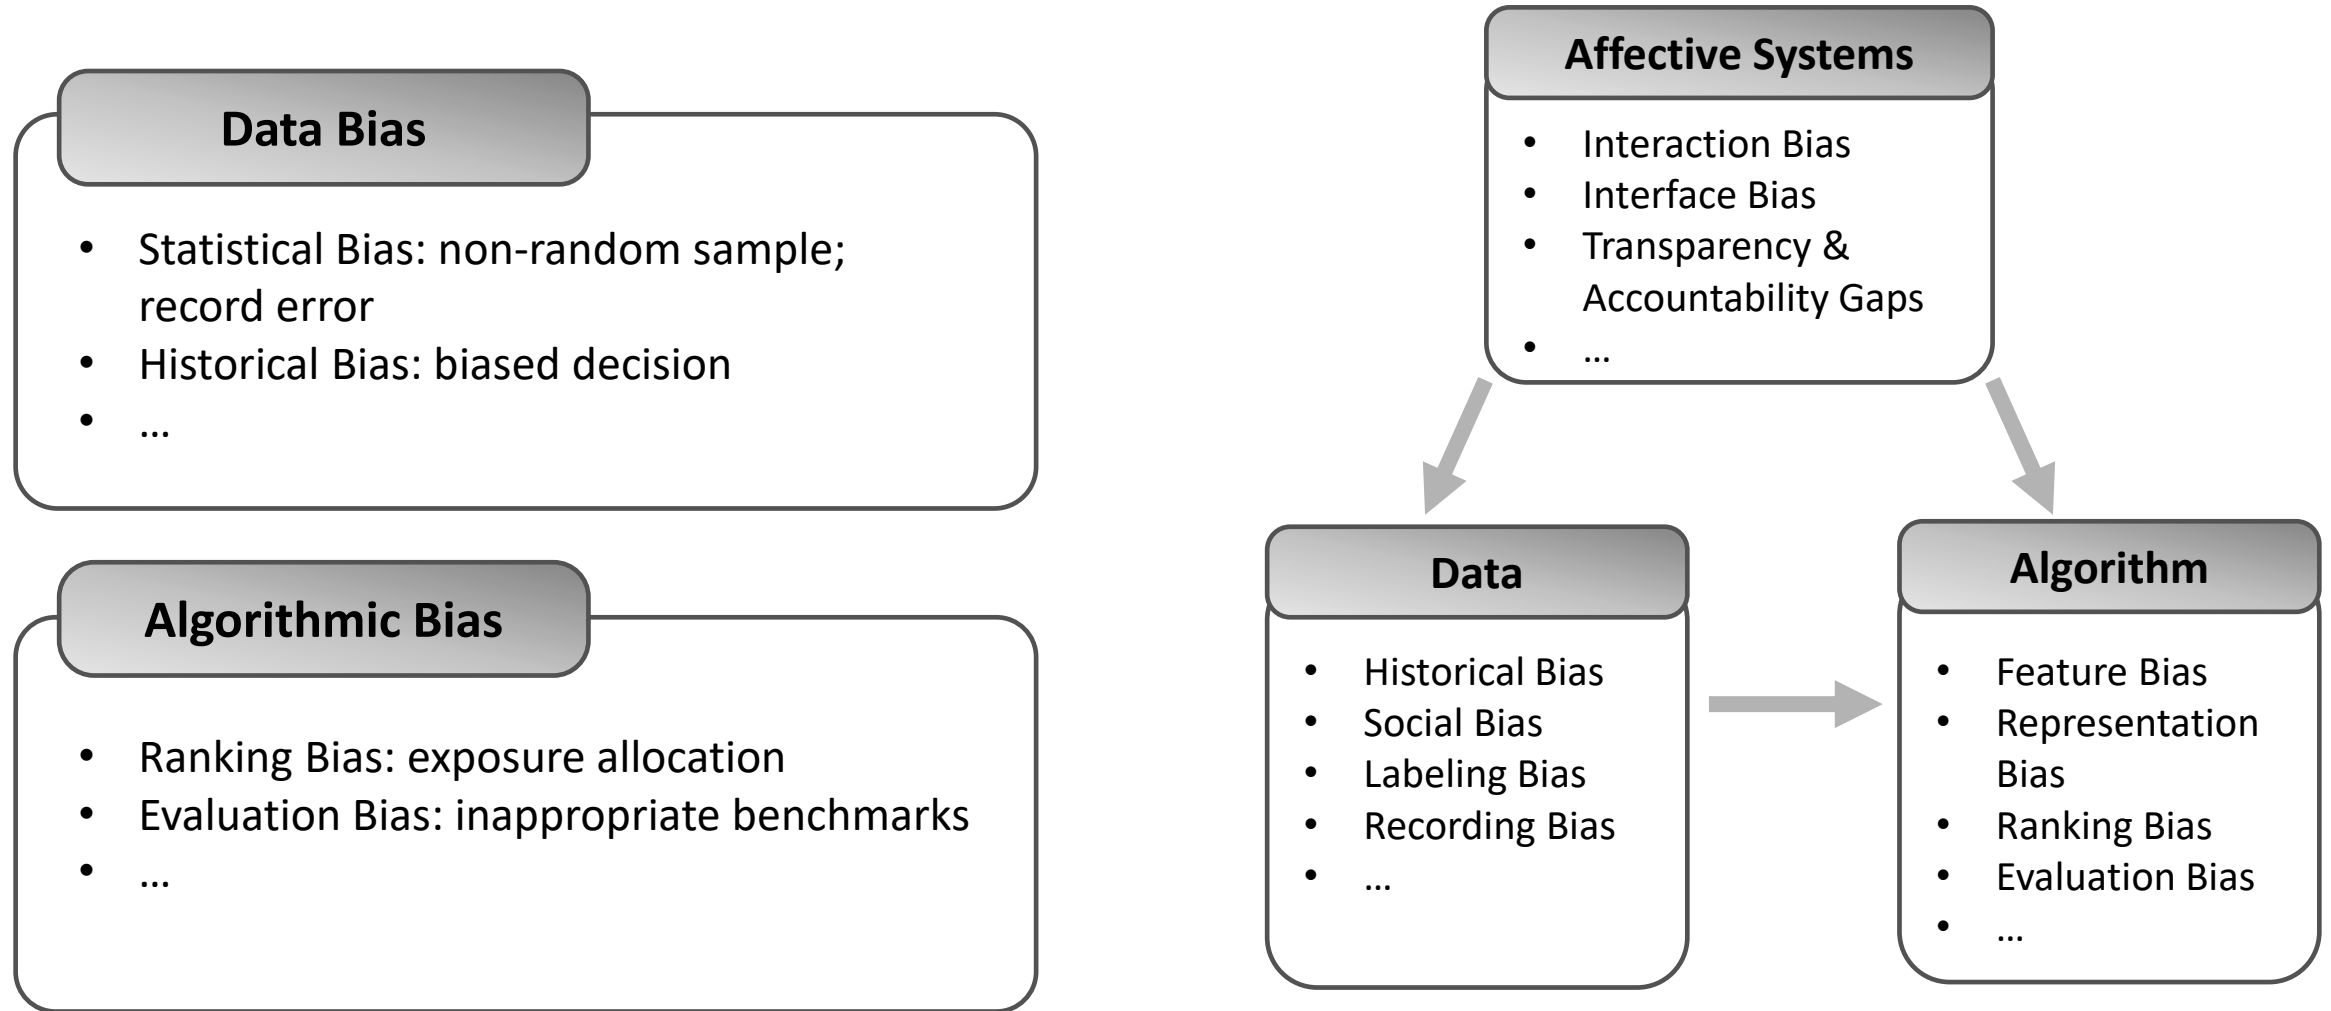 Data Bias
• Statistical Bias: non-random sample;
record error
• Historical Bias: biased decision
• ...
Algorithmic Bias
• Ranking Bias: exposure allocation
• Evaluation Bias: inappropriate benchmarks
• ...
Affective Systems
• Interaction Bias
• Interface Bias
• Transparency &
Accountability Gaps
• ...
Data
• Historical Bias
• Social Bias
• Labeling Bias
• Recording Bias
• ...
Algorithm
• Feature Bias
• Representation
Bias
• Ranking Bias
• Evaluation Bias
• ...